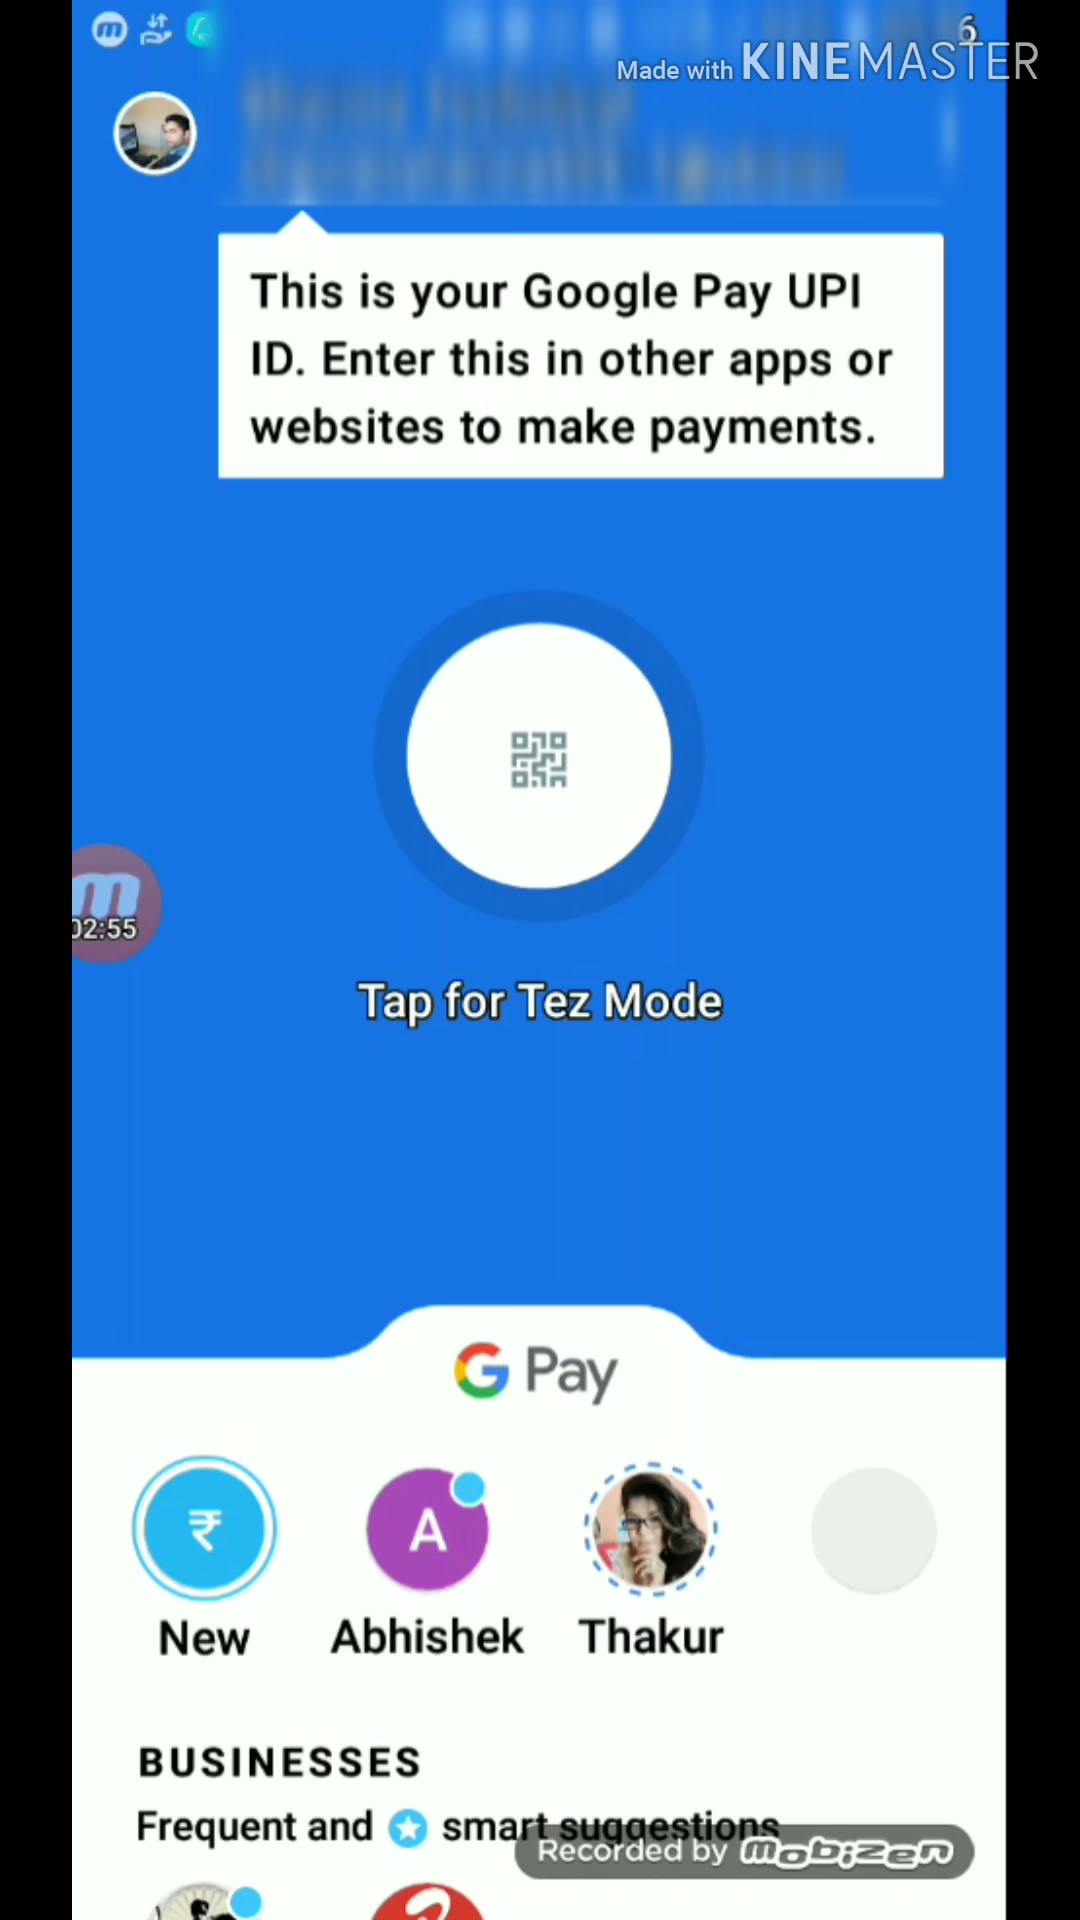 6
Made with KINEMASTER
This is your Google Pay UPI
ID. Enter this in other apps or
websites to make payments.
m
02:55
Tap for Tez Mode
G Pay
₹
A
New
Abhishek
Thakur
BUSINESSES
Frequent and smart suggestions
Recorded by mobizen